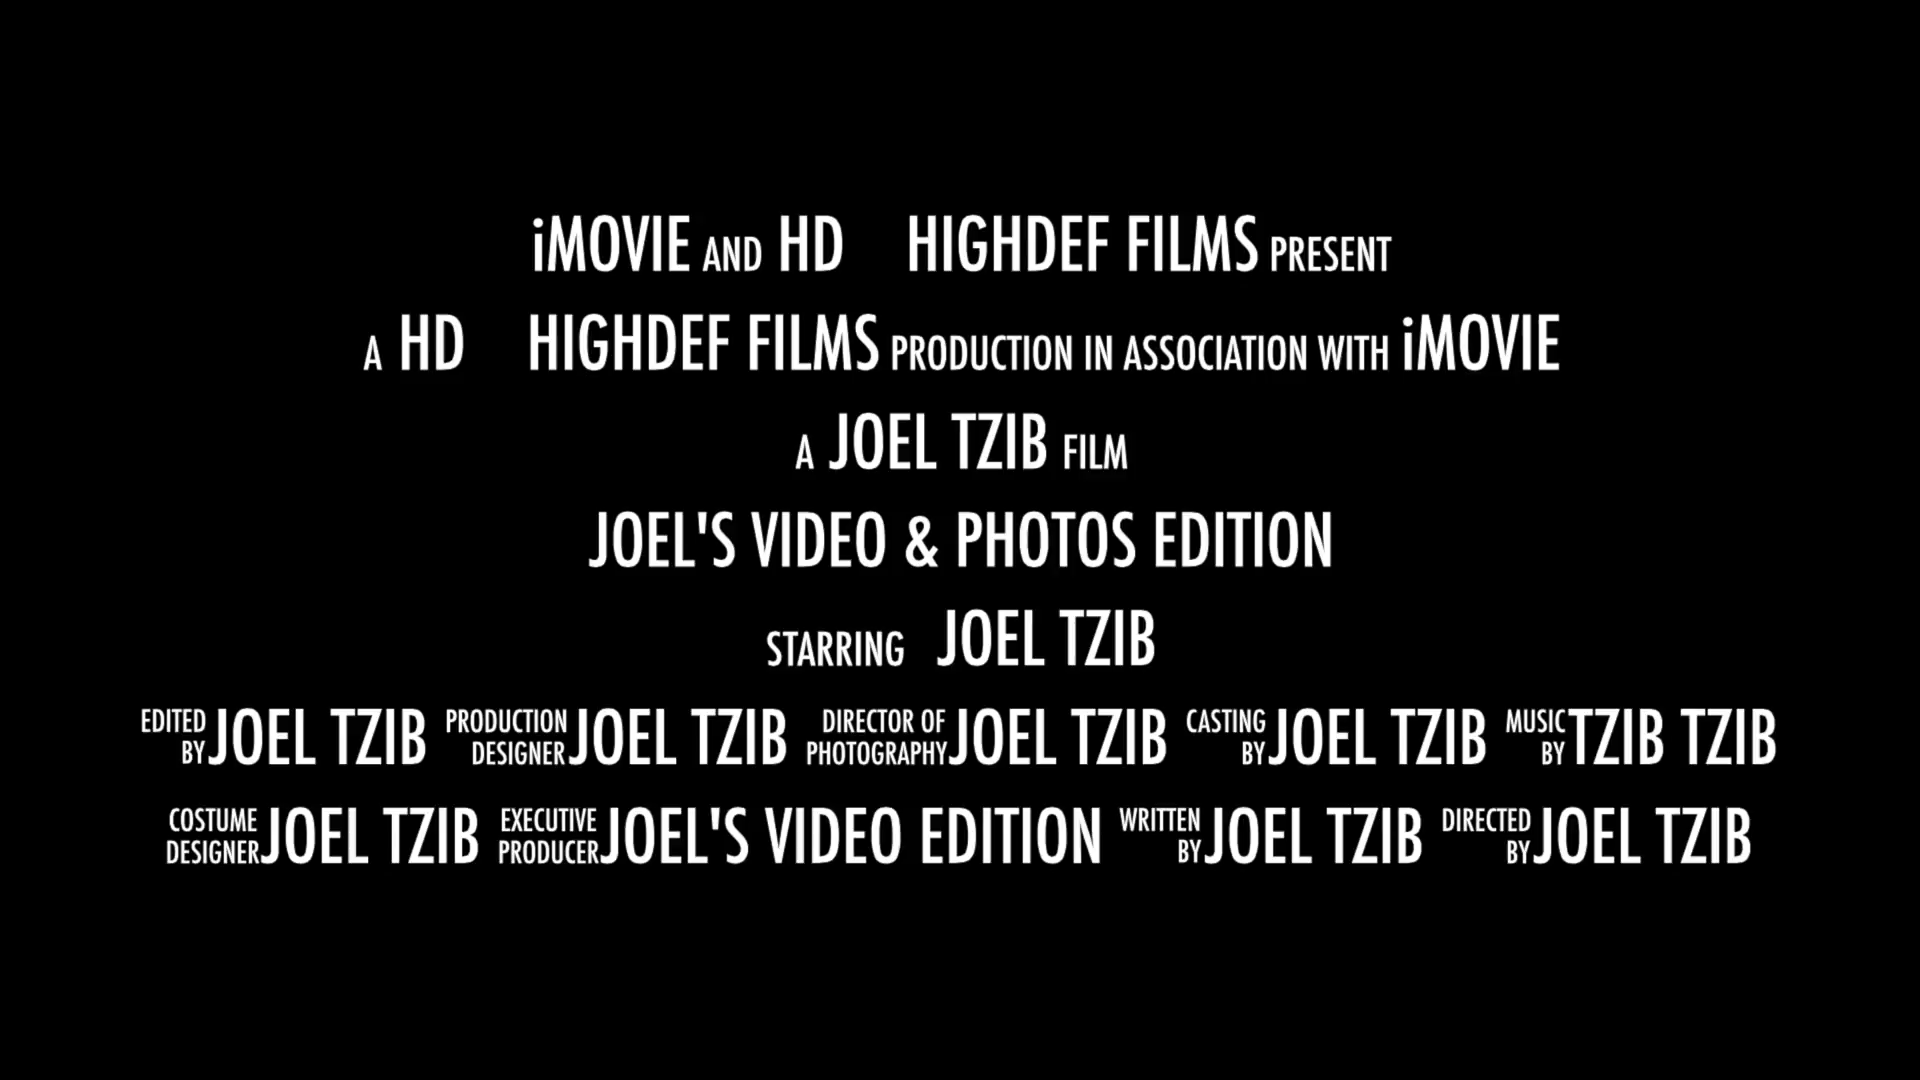 iMOVIE AND HD HIGHDEF FILMS PRESENT
A HD HIGHDEF FILMS PRODUCTION IN ASSOCIATION WITH iMOVIE
A JOEL TZIB FILM
JOEL'S VIDEO & PHOTOS EDITION
STARRING JOEL TZIB
EDITED BY JOEL TZIB PRODUCTION DESIGNER JOEL TZIB DIRECTOR OF PHOTOGRAPHY JOEL TZIB CASTING BY JOEL TZIB MUSIC BY TZIB TZIB
COSTUME DESIGNER JOEL TZIB EXECUTIVE PRODUCER JOEL'S VIDEO EDITION WRITTEN BY JOEL TZIB DIRECTED BY JOEL TZIB